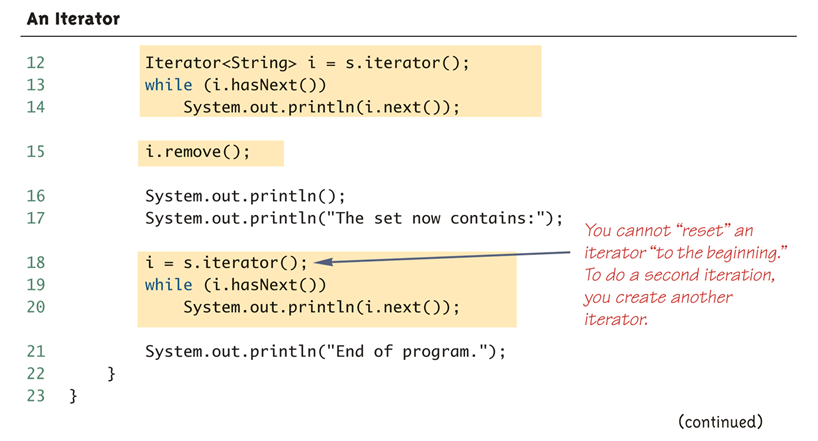 An Iterator
12 Iterator<String> i = s.iterator();
13 while (i.hasNext())
14 System.out.println(i.next());
15 i.remove();
16 System.out.println();
17 System.out.println("The set now contains:");
You cannot “reset” an
iterator “to the beginning.”
To do a second iteration,
you create another
iterator.
18 i = s.iterator();
19 while (i.hasNext())
20 System.out.println(i.next());
21 System.out.println("End of program.");
22 }
23 }
(continued)